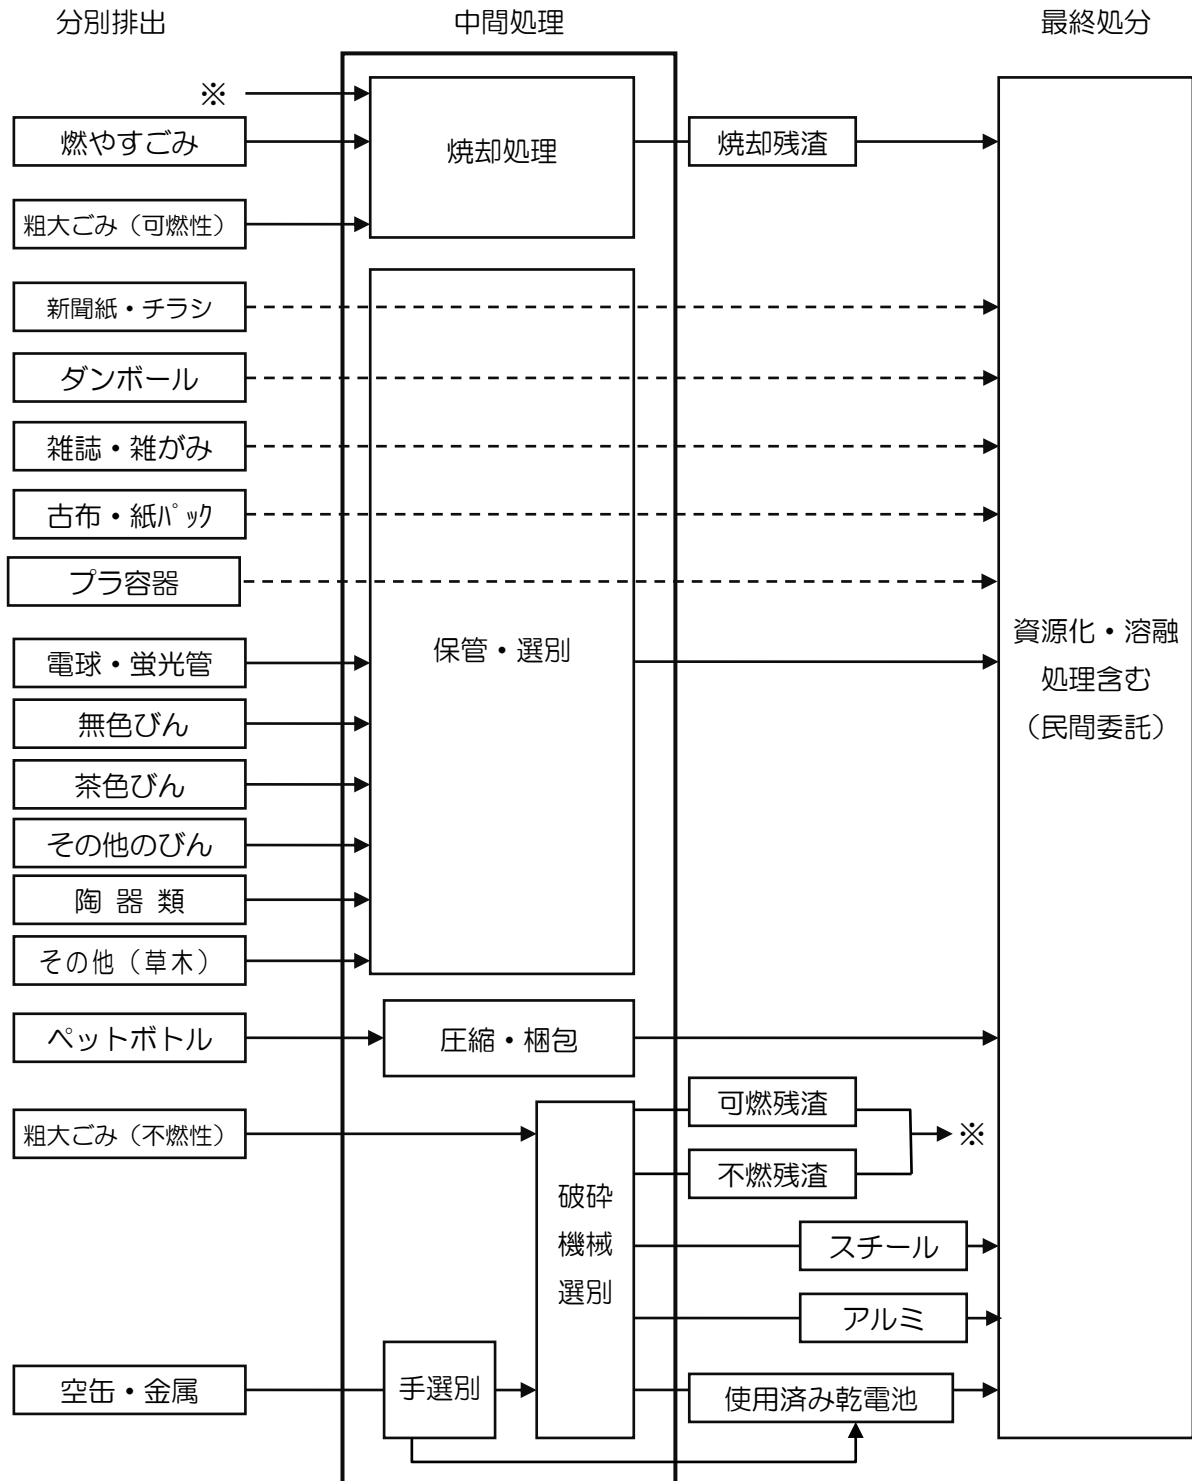 分別排出
中間処理
最終処分
※
燃やすごみ
焼却処理
焼却残渣
粗大ごみ（可燃性）
新聞紙・チラシ
ダンボール
雑誌・雑がみ
古布・紙ﾊﾟｯｸ
プラ容器
保管・選別
資源化・溶融
処理含む
（民間委託）
電球・蛍光管
無色びん
茶色びん
その他のびん
陶 器 類
その他（草木）
ペットボトル
圧縮・梱包
粗大ごみ（不燃性）
可燃残渣
※
不燃残渣
破砕
機械
選別
スチール
アルミ
空缶・金属
手選別
使用済み乾電池